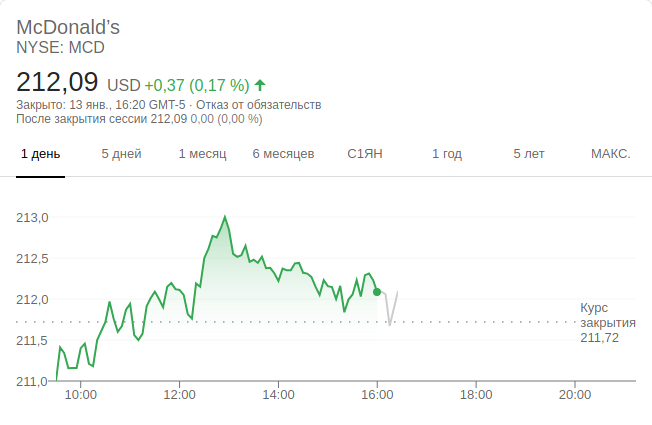 McDonald’s
NYSE: MCD
212,09 USD +0,37 (0,17 %)
Закрыто: 13 янв., 16:20 GMT-5 · Отказ от обязательств
После закрытия сессии 212,09 0,00 (0,00 %)
1 день 5 дней 1 месяц 6 месяцев С1ЯН 1 год 5 лет МАКС.
213,0
212,5
212,0
Курс
закрытия
211,72
211,5
211,0
10:00 12:00 14:00 16:00 18:00 20:00